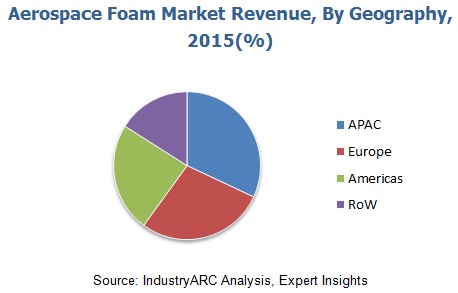 Aerospace Foam Market Revenue, By Geography,
2015(%)
APAC
Europe
Americas
RoW
Source: IndustryARC Analysis, Expert Insights